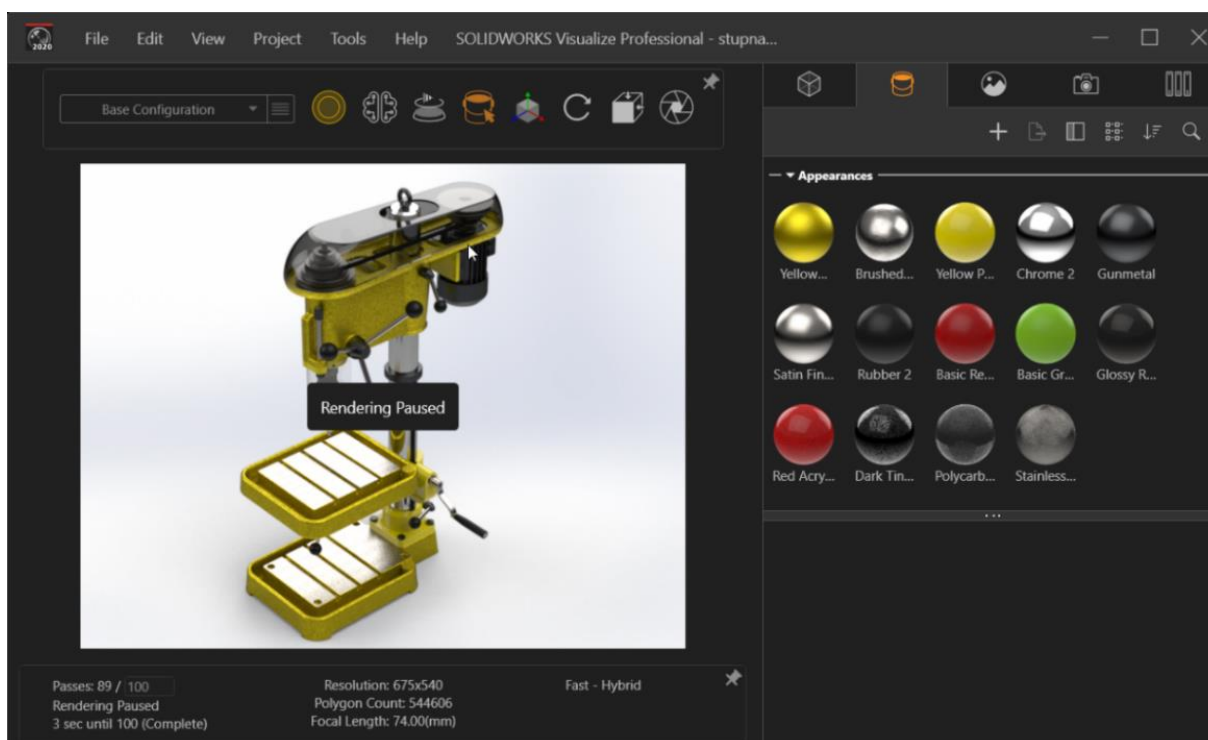 2020
File Edit View Project Tools Help SOLIDWORKS Visualize Professional - stupna...
Base Configuration
Appearances
Yellow... Brushed... Yellow P... Chrome 2 Gunmetal
Satin Fin... Rubber 2 Basic Re... Basic Gr... Glossy R...
Red Acry... Dark Tin... Polycarb... Stainless...
Rendering Paused
Passes: 89 / 100
Rendering Paused
3 sec until 100 (Complete)
Resolution: 675x540
Polygon Count: 544606
Focal Length: 74.00(mm)
Fast - Hybrid